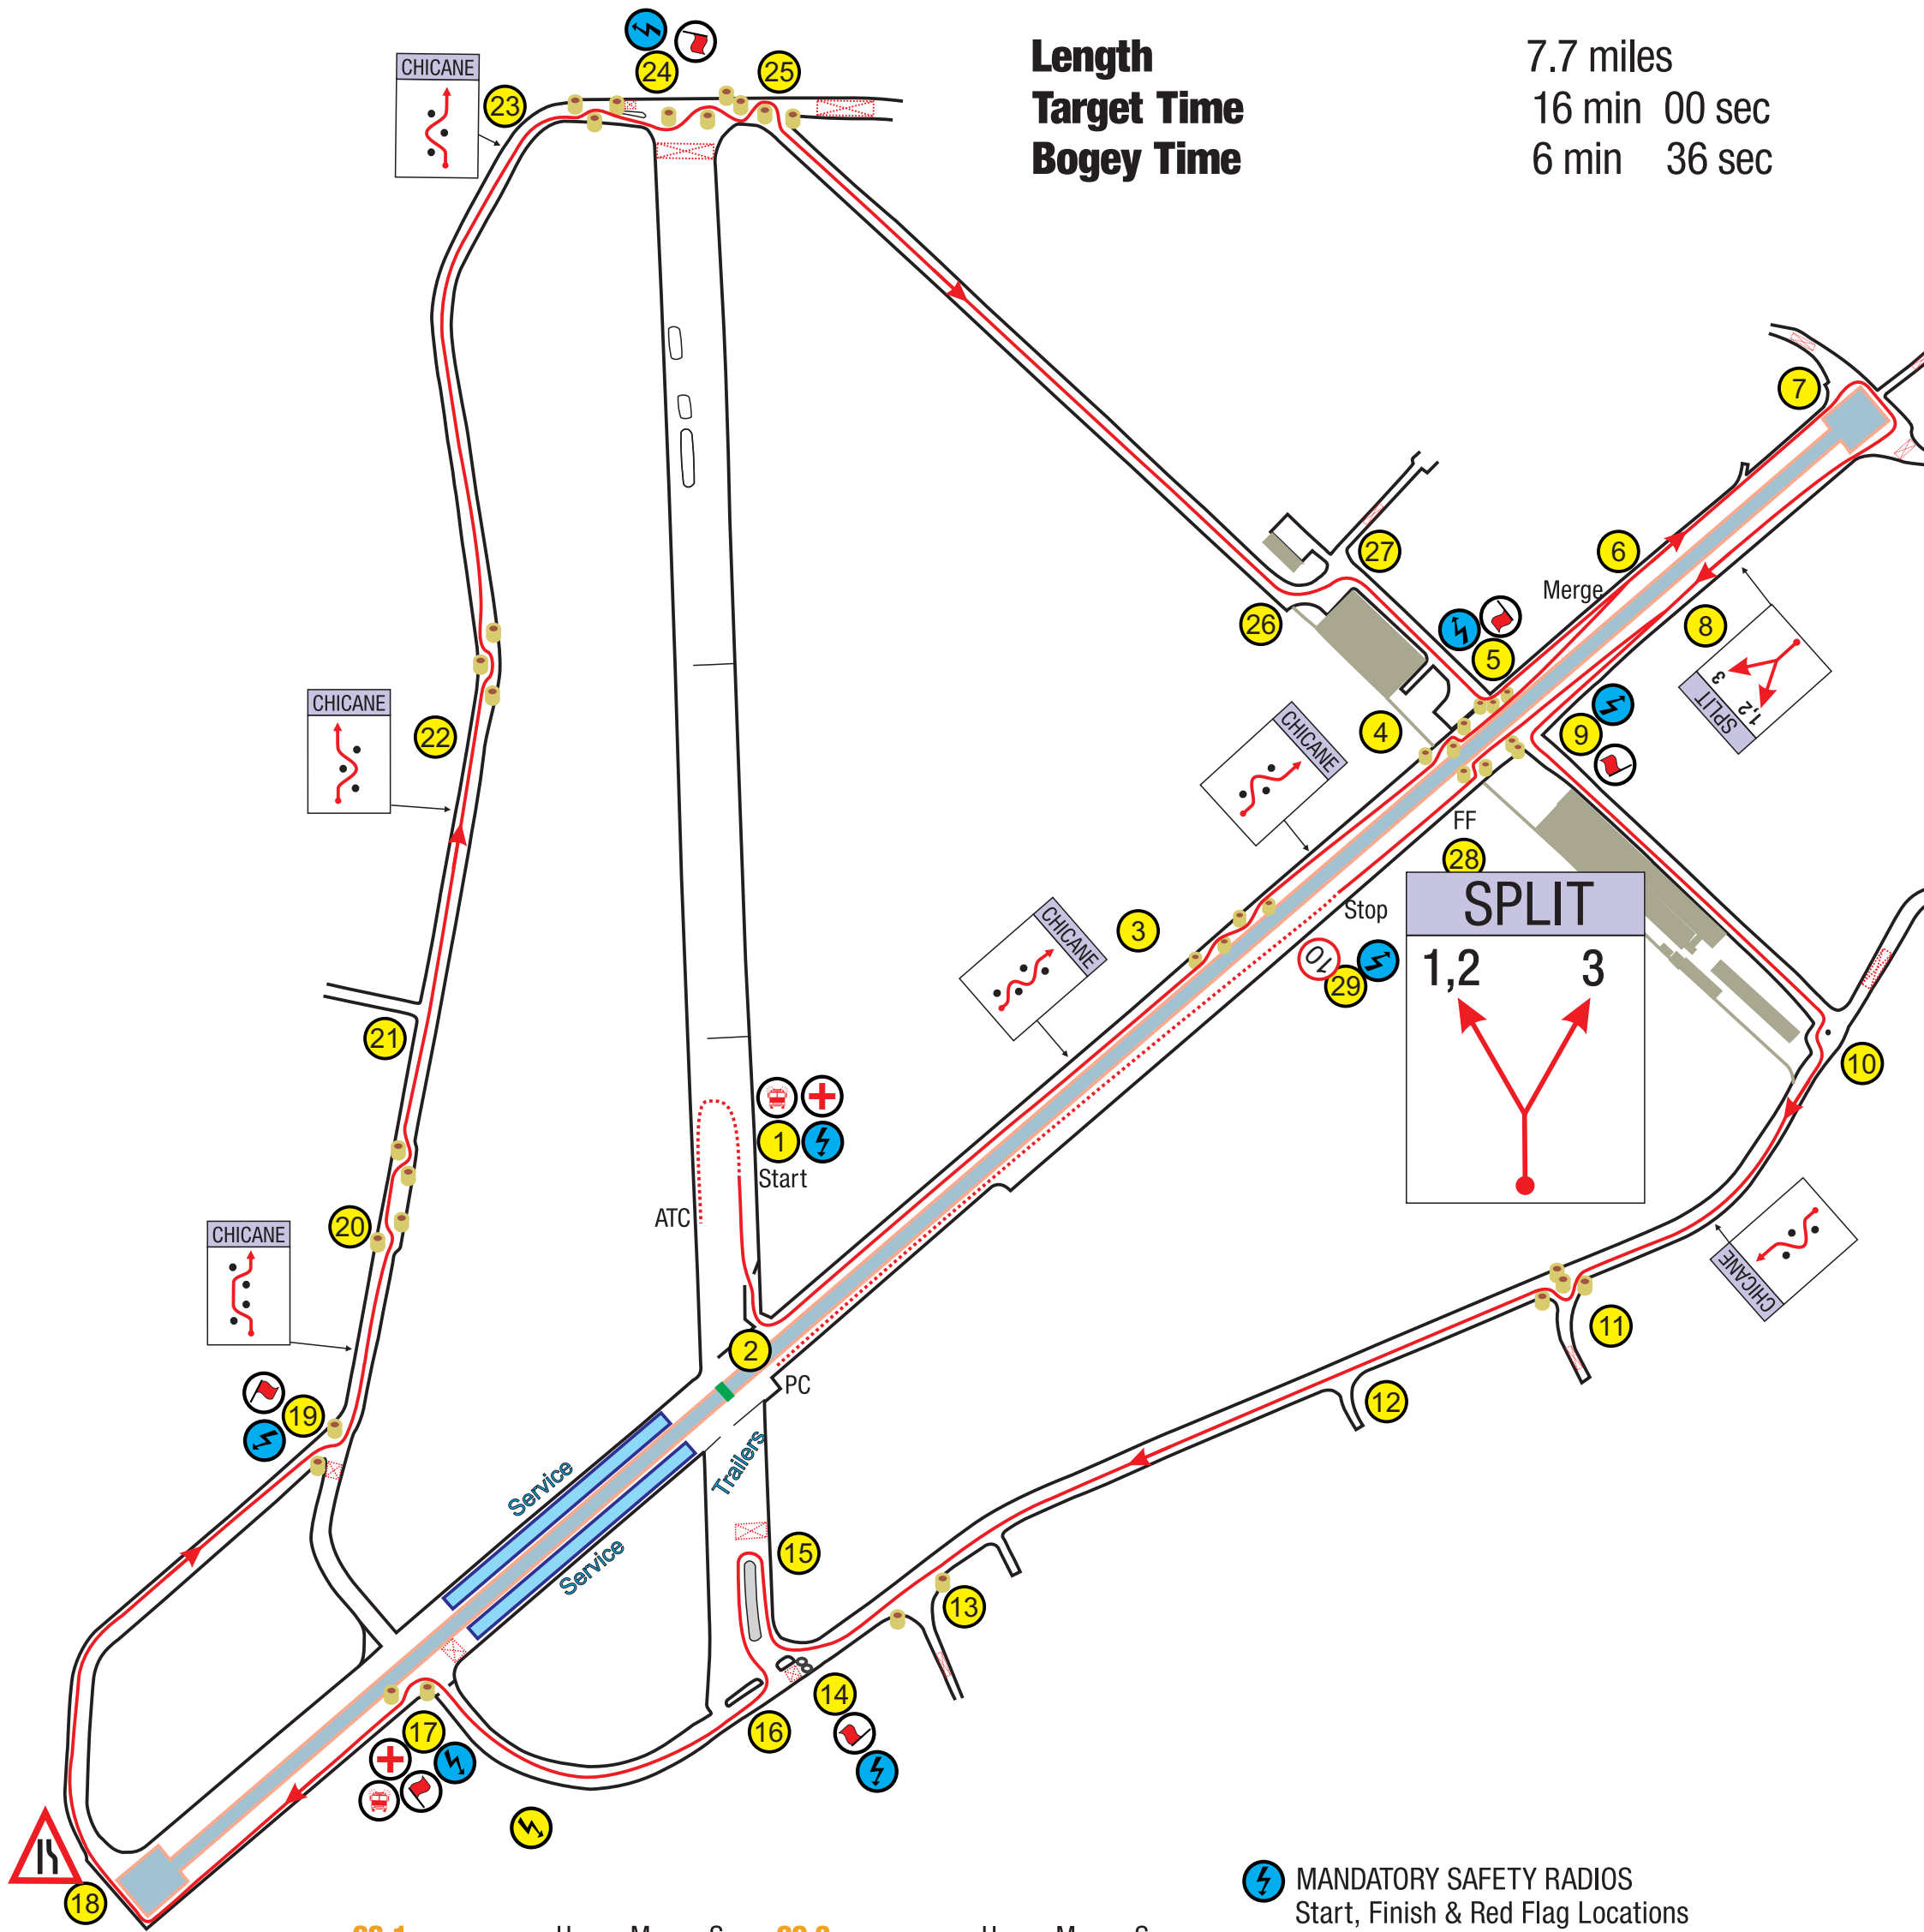 Length 7.7 miles
Target Time 16 min 00 sec
Bogey Time 6 min 36 sec
CHICANE
23
24
25
7
27
6
Merge
26
5
8
3
1,2
SPLIT
4
9
CHICANE
22
CHICANE
FF
28
SPLIT
1,2 3
3
CHICANE
Stop
10
29
21
10
1
Start
ATC
20
CHICANE
CHICANE
11
2
PC
12
19
Service
Trailers
Service
15
13
14
16
17
18
MANDATORY SAFETY RADIOS
Start, Finish & Red Flag Locations